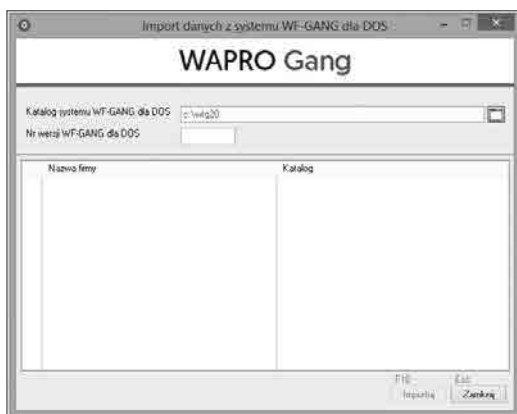 Import danych z systemu WF-GANG dla DOS
WAPRO Gang
Katalog systemu WF-GANG dla DOS
c:\wfg20
Nr wersji WF-GANG dla DOS
Nazwa firmy Katalog
F10 Esc
Importuj Zamknij